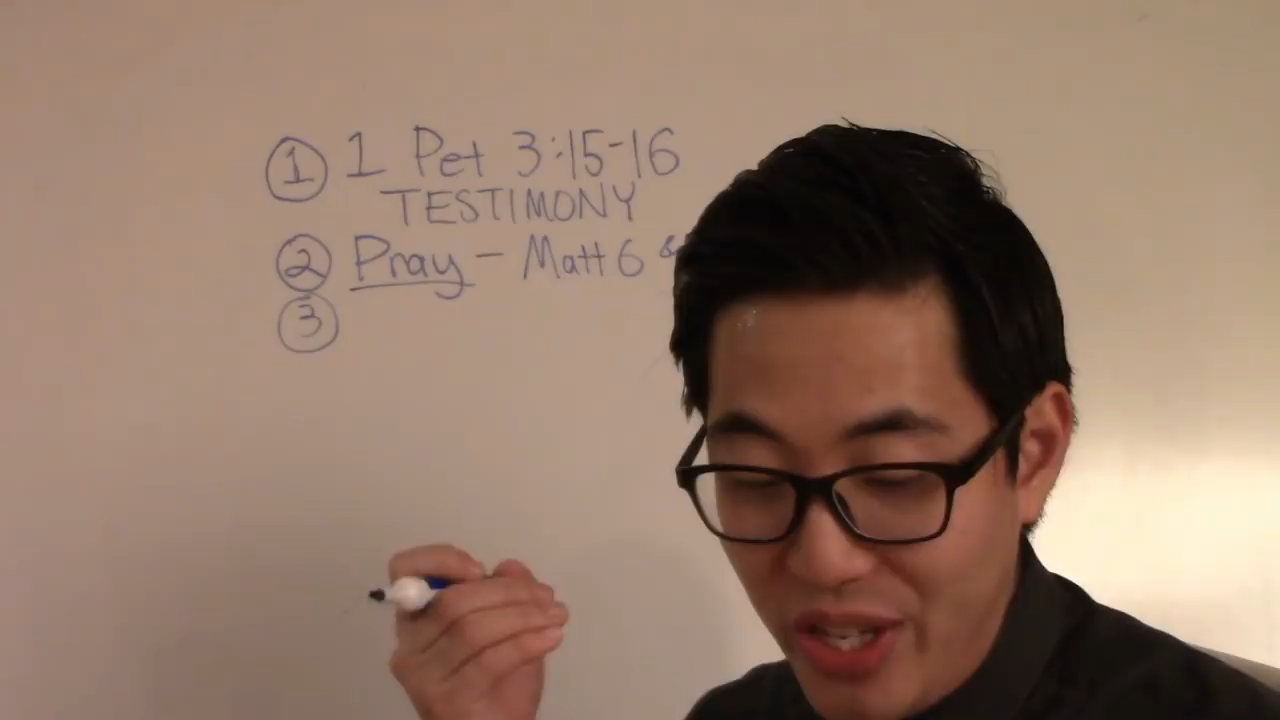 ① 1 Pet 3:15-16
TESTIMONY
② Pray - Matt 6 &
③